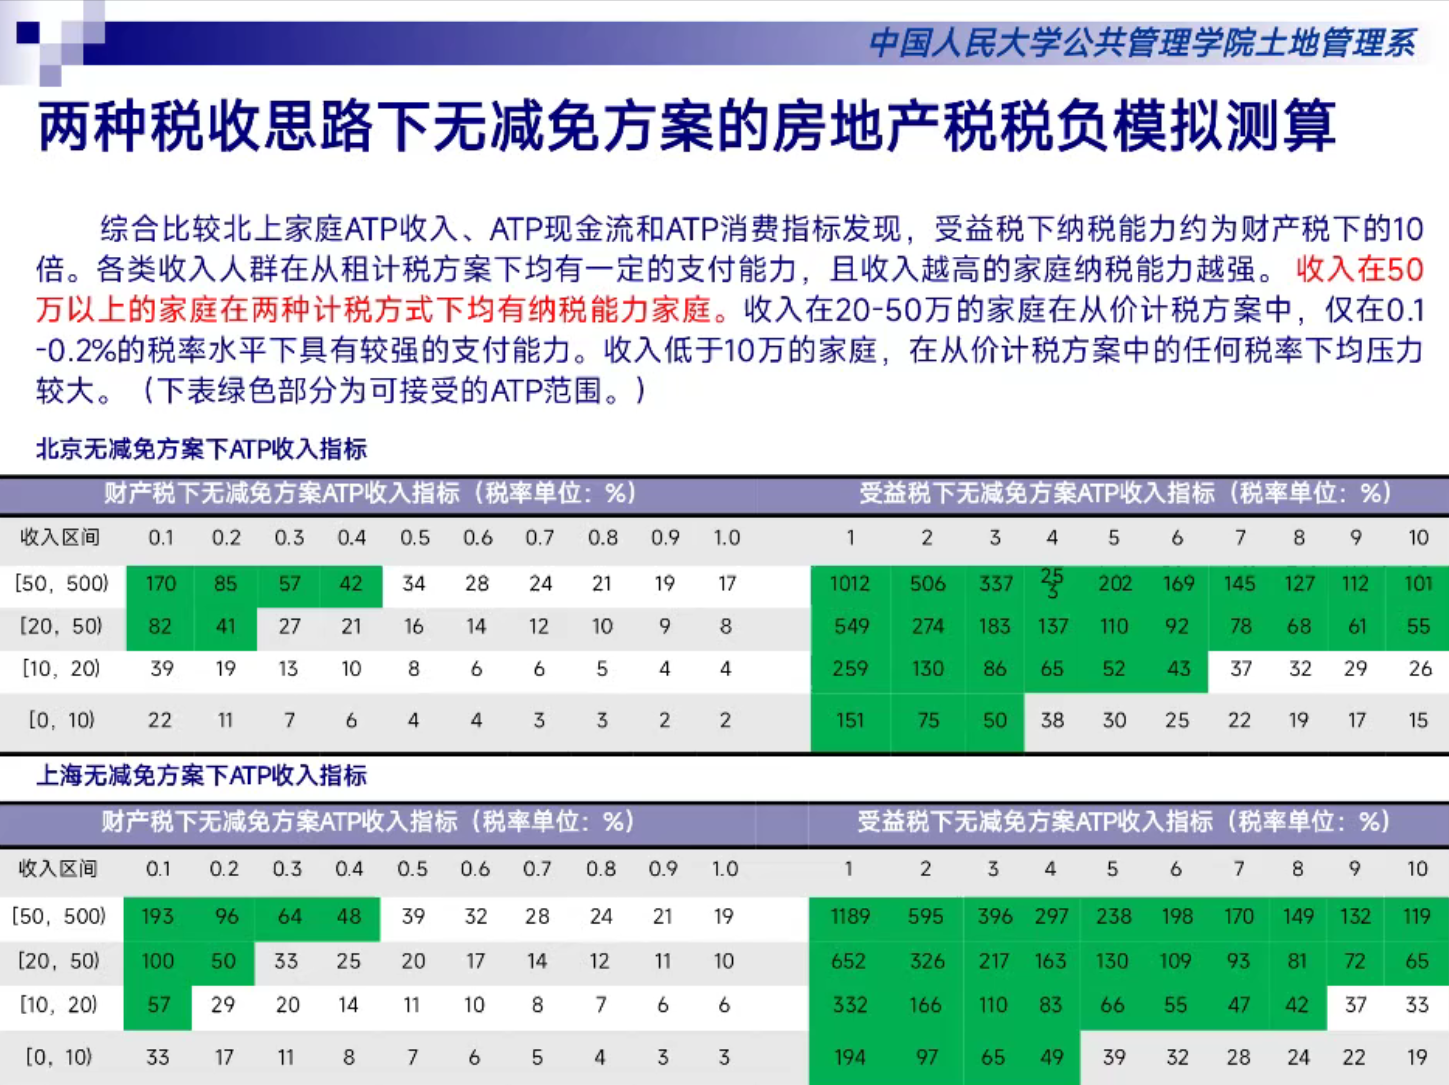 中国人民大学公共管理学院土地管理系
两种税收思路下无减免方案的房地产税税负模拟测算
综合比较北上家庭ATP收入、ATP现金流和ATP消费指标发现，受益税下纳税能力约为财产税下的10
倍。各类收入人群在从租计税方案下均有一定的支付能力，且收入越高的家庭纳税能力越强。 收入在50
万以上的家庭在两种计税方式下均有纳税能力家庭。收入在20-50万的家庭在从价计税方案中，仅在0.1
-0.2%的税率水平下具有较强的支付能力。收入低于10万的家庭，在从价计税方案中的任何税率下均压力
较大。（下表绿色部分为可接受的ATP范围。）
北京无减免方案下ATP收入指标
财产税下无减免方案ATP收入指标（税率单位：%） 受益税下无减免方案ATP收入指标（税率单位：%）
收入区间 0.1 0.2 0.3 0.4 0.5 0.6 0.7 0.8 0.9 1.0 1 2 3 4 5 6 7 8 9 10
[50，500) 170 85 57 42 34 28 24 21 19 17 1012 506 337 253 202 169 145 127 112 101
[20，50) 82 41 27 21 16 14 12 10 9 8 549 274 183 137 110 92 78 68 61 55
[10，20) 39 19 13 10 8 6 6 5 4 4 259 130 86 65 52 43 37 32 29 26
[0，10) 22 11 7 6 4 4 3 3 2 2 151 75 50 38 30 25 22 19 17 15
上海无减免方案下ATP收入指标
财产税下无减免方案ATP收入指标（税率单位：%） 受益税下无减免方案ATP收入指标（税率单位：%）
收入区间 0.1 0.2 0.3 0.4 0.5 0.6 0.7 0.8 0.9 1.0 1 2 3 4 5 6 7 8 9 10
[50，500) 193 96 64 48 39 32 28 24 21 19 1189 595 396 297 238 198 170 149 132 119
[20，50) 100 50 33 25 20 17 14 12 11 10 652 326 217 163 130 109 93 81 72 65
[10，20) 57 29 20 14 11 10 8 7 6 6 332 166 110 83 66 55 47 42 37 33
[0，10) 33 17 11 8 7 6 5 4 3 3 194 97 65 49 39 32 28 24 22 19